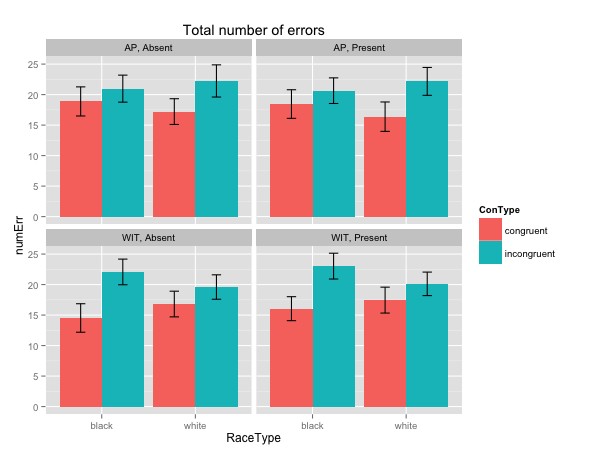 Total number of errors
AP, Absent
AP, Present
25
20
15
10
5
0
WIT, Absent
WIT, Present
25
20
15
10
5
0
black
white
black
white
RaceType
numErr
ConType
congruent
incongruent